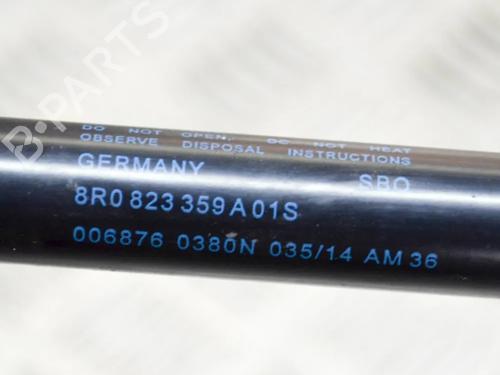 B-PARTS
DO NOT OPEN, DO NOT HEAT
OBSERVE DISPOSAL INSTRUCTIONS
GERMANY SBO
8R0 823 359 A 01S
006876 0380N 035/14 AM 36